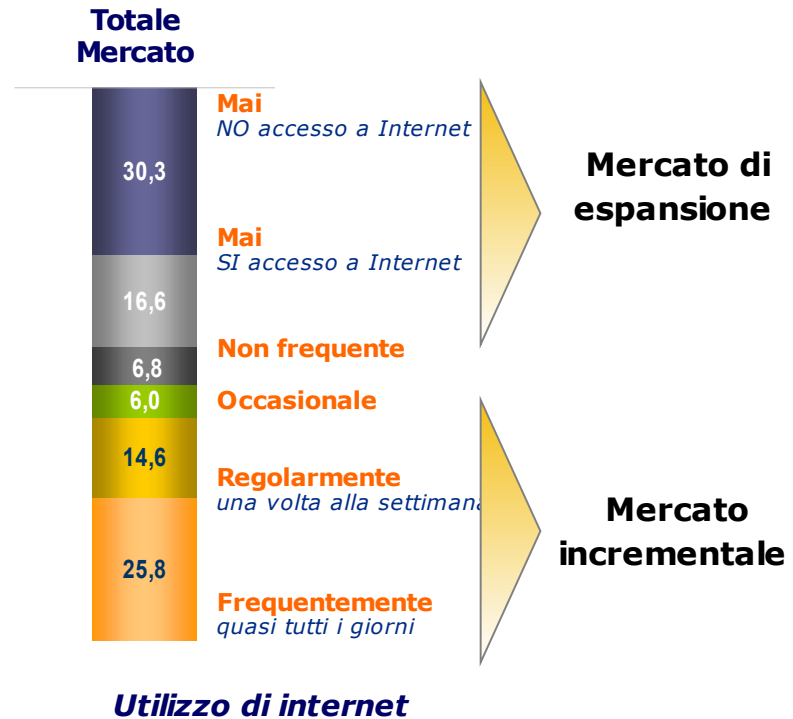 Totale
Mercato
Mai
NO accesso a Internet
30,3
Mercato di
espansione
Mai
SI accesso a Internet
16,6
Non frequente
6,8
Occasionale
6,0
14,6
Regolarmente
una volta alla settimana
Mercato
incrementale
25,8
Frequentemente
quasi tutti i giorni
Utilizzo di internet